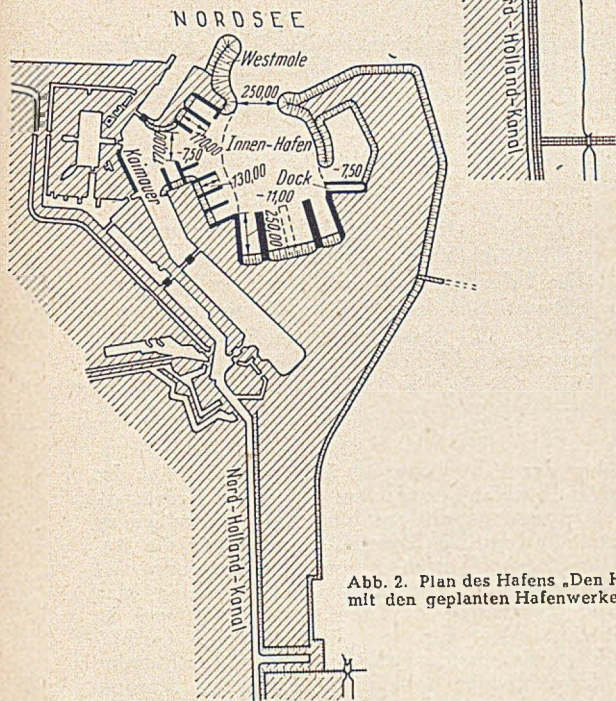 NORDSEE
Westmole
250,00
Innen-Hafen
-7,50
Kaimauer
-7,50
130,00
Dock
-11,00
250,00
Nord-Holland-Kanal
d-Holland-Kanal
Abb. 2. Plan des Hafens „Den H
mit den geplanten Hafenwerke